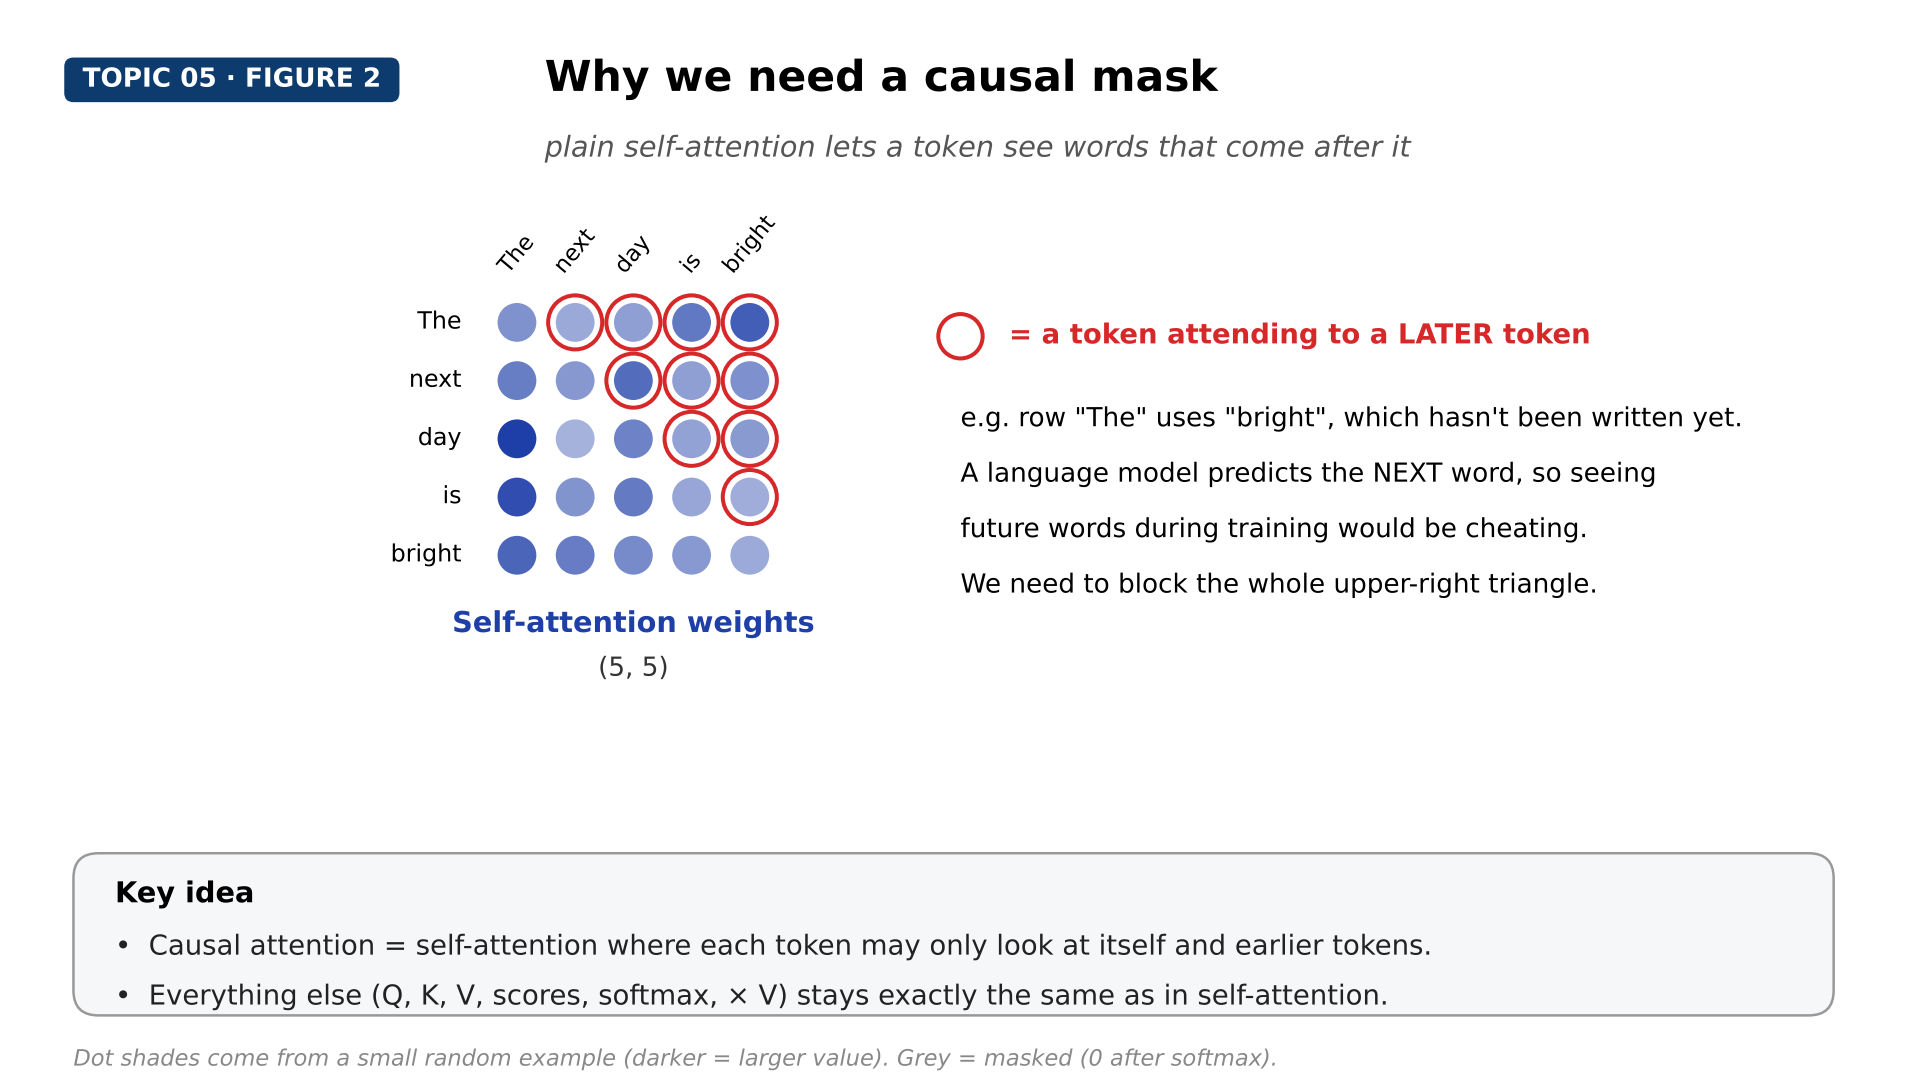 TOPIC 05 · FIGURE 2
Why we need a causal mask
plain self-attention lets a token see words that come after it
The next day is bright
The
next
day
is
bright
Self-attention weights
(5, 5)
= a token attending to a LATER token
e.g. row "The" uses "bright", which hasn't been written yet.
A language model predicts the NEXT word, so seeing
future words during training would be cheating.
We need to block the whole upper-right triangle.
Key idea
• Causal attention = self-attention where each token may only look at itself and earlier tokens.
• Everything else (Q, K, V, scores, softmax, × V) stays exactly the same as in self-attention.
Dot shades come from a small random example (darker = larger value). Grey = masked (0 after softmax).